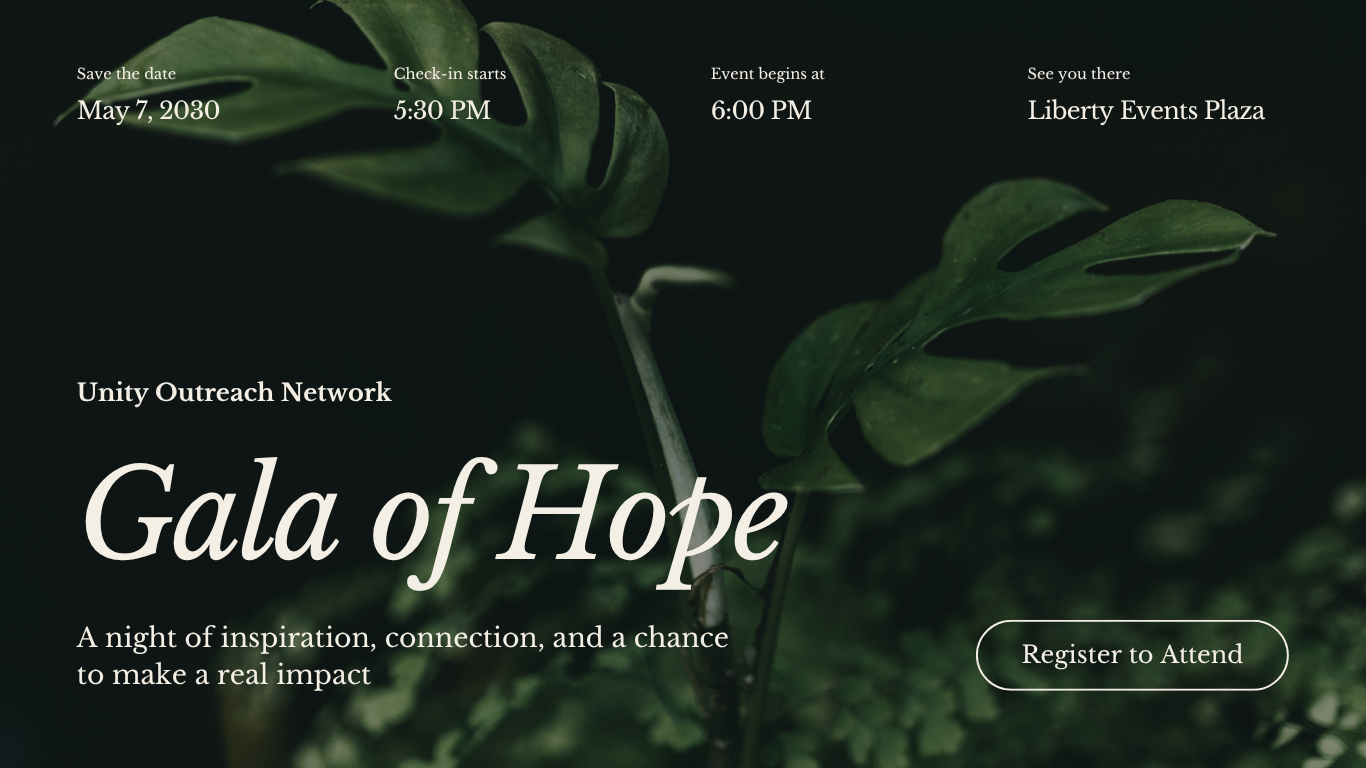 Save the date
May 7, 2030
Check-in starts
5:30 PM
Event begins at
6:00 PM
See you there
Liberty Events Plaza
Unity Outreach Network
Gala of Hope
A night of inspiration, connection, and a chance
to make a real impact
Register to Attend